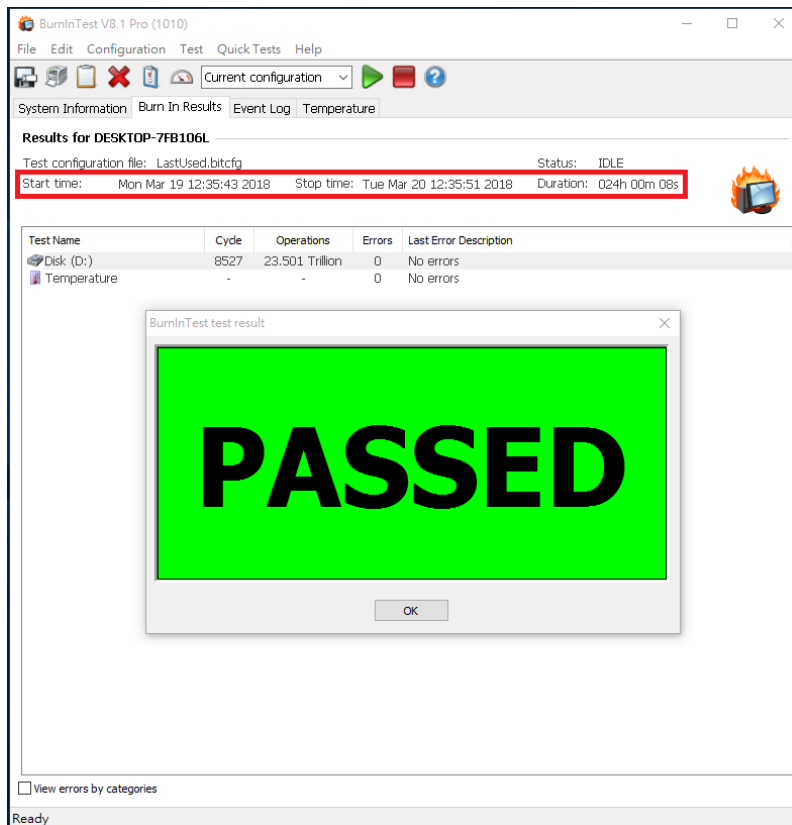 BurnInTest V8.1 Pro (1010)
File Edit Configuration Test Quick Tests Help
Current configuration
System Information Burn In Results Event Log Temperature
Results for DESKTOP-7FB106L
Test configuration file: LastUsed.bitcfg Status: IDLE
Start time: Mon Mar 19 12:35:43 2018 Stop time: Tue Mar 20 12:35:51 2018 Duration: 024h 00m 08s
Test Name Cycle Operations Errors Last Error Description
Disk (D:) 8527 23.501 Trillion 0 No errors
Temperature - - 0 No errors
BurnInTest test result
PASSED
OK
View errors by categories
Ready